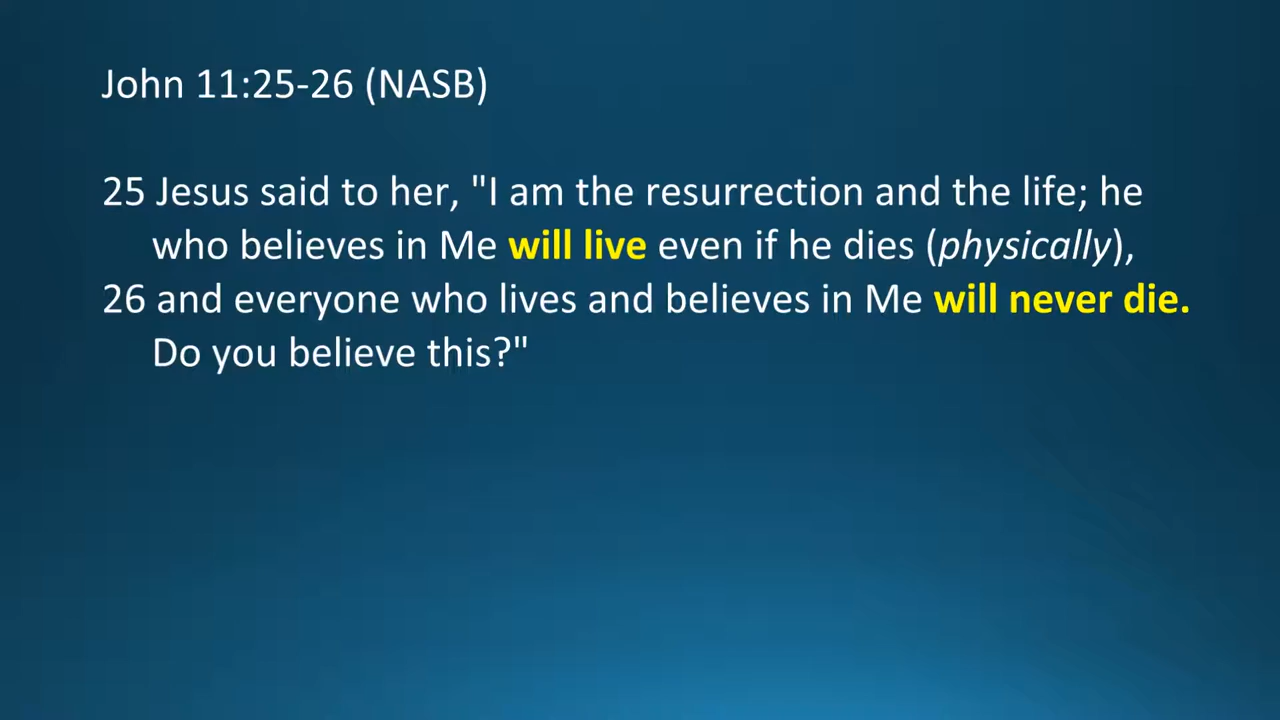 John 11:25-26 (NASB)
25 Jesus said to her, "I am the resurrection and the life; he
who believes in Me will live even if he dies (physically),
26 and everyone who lives and believes in Me will never die.
Do you believe this?"